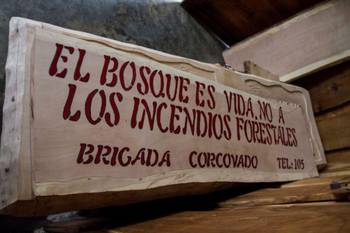 EL BOSQUE ES VIDA, NO A
LOS INCENDIOS FORESTALES
BRIGADA CORCOVADO TEL: 105